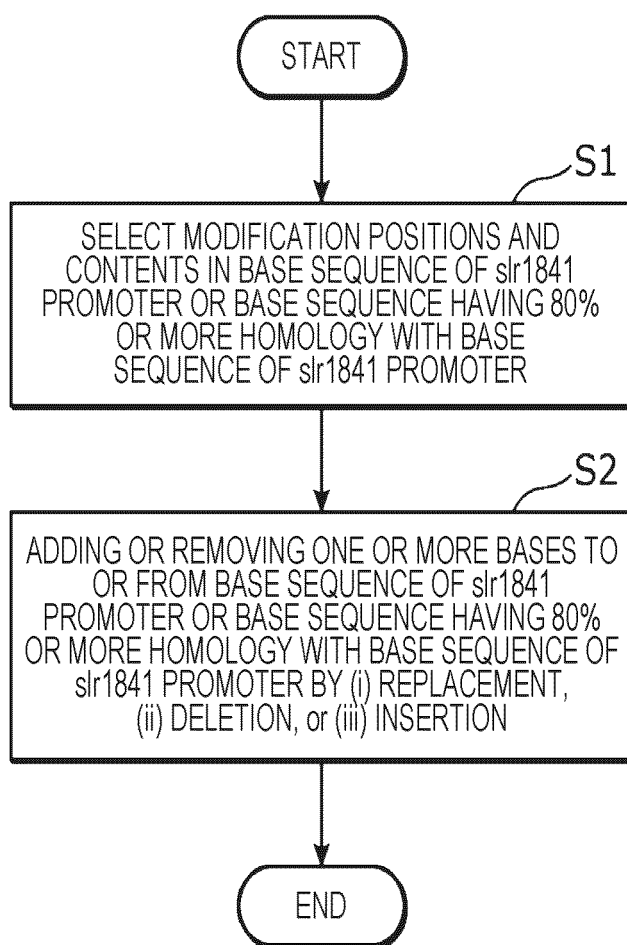 START
S1
SELECT MODIFICATION POSITIONS AND
CONTENTS IN BASE SEQUENCE OF slr1841
PROMOTER OR BASE SEQUENCE HAVING 80%
OR MORE HOMOLOGY WITH BASE
SEQUENCE OF slr1841 PROMOTER
S2
ADDING OR REMOVING ONE OR MORE BASES TO
OR FROM BASE SEQUENCE OF slr1841
PROMOTER OR BASE SEQUENCE HAVING 80%
OR MORE HOMOLOGY WITH BASE SEQUENCE OF
slr1841 PROMOTER BY (i) REPLACEMENT,
(ii) DELETION, or (iii) INSERTION
END